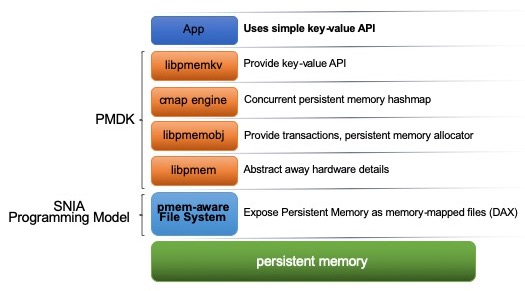 App
Uses simple key-value API
libpmemkv
Provide key-value API
cmap engine
Concurrent persistent memory hashmap
PMDK
libpmemobj
Provide transactions, persistent memory allocator
libpmem
Abstract away hardware details
SNIA
Programming Model
pmem-aware
File System
Expose Persistent Memory as memory-mapped files (DAX)
persistent memory